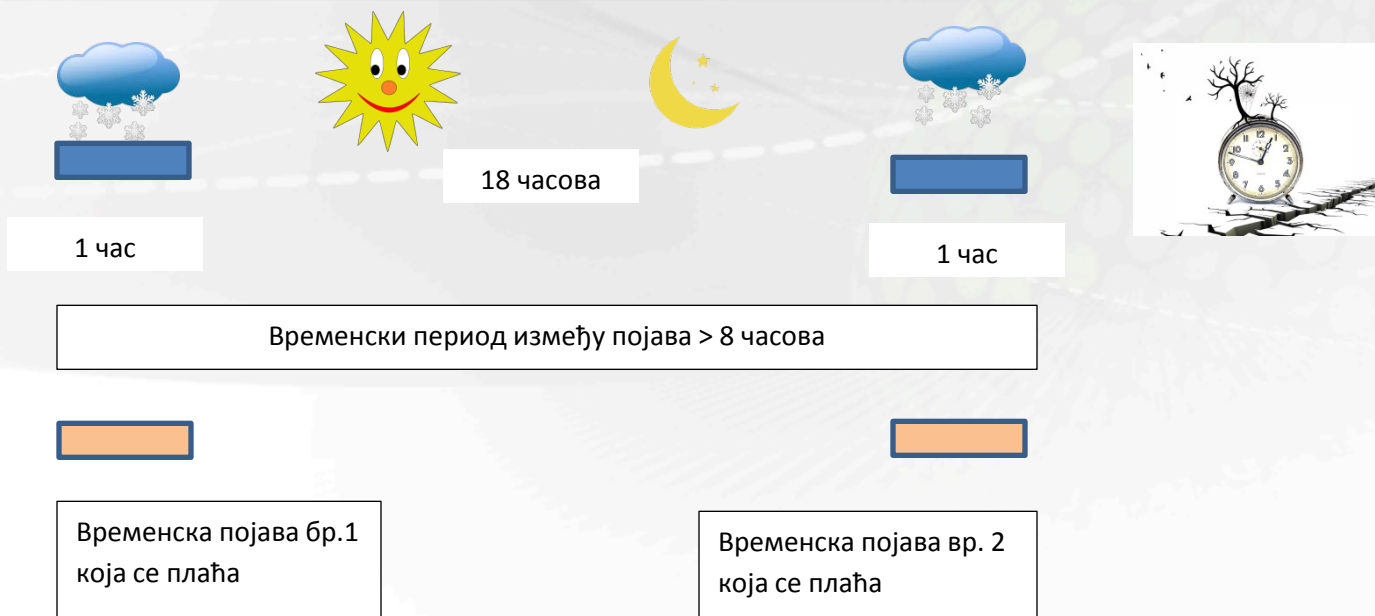 18 часова
1 час
1 час
Временски период између појава > 8 часова
Временска појава бр.1
која се плаћа
Временска појава вр. 2
која се плаћа